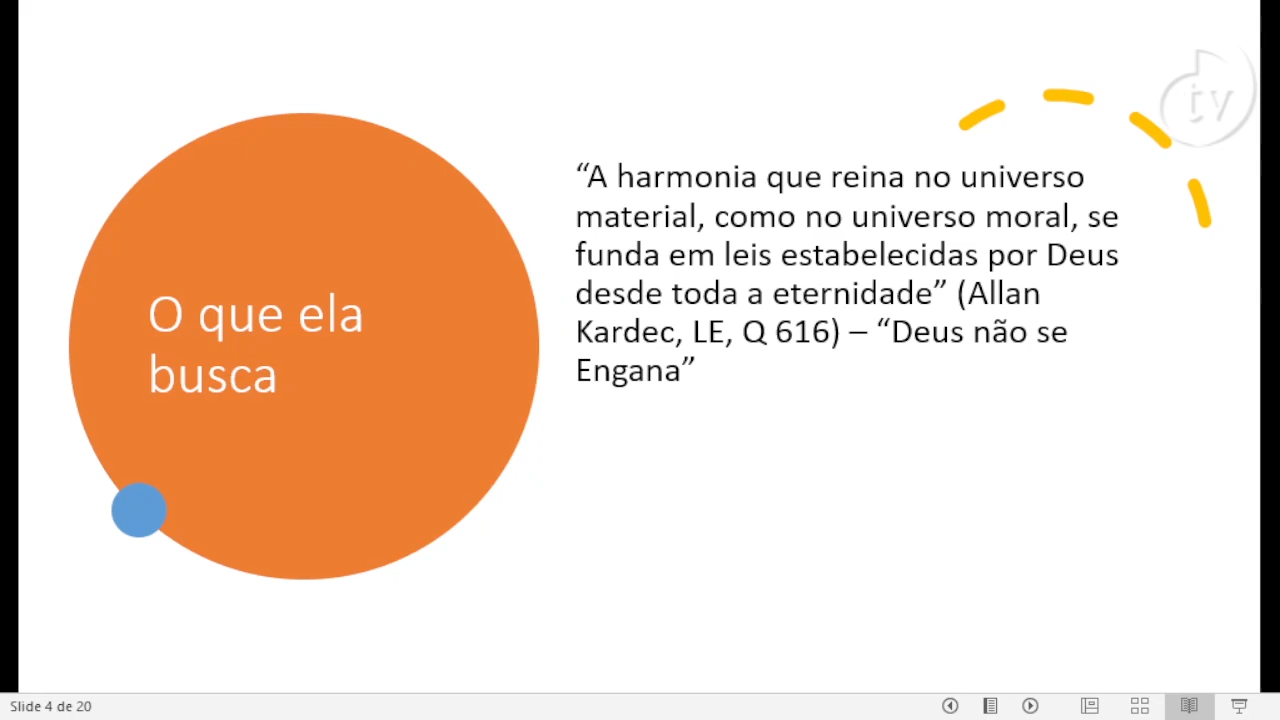 tv
O que ela
busca
“A harmonia que reina no universo
material, como no universo moral, se
funda em leis estabelecidas por Deus
desde toda a eternidade” (Allan
Kardec, LE, Q 616) – “Deus não se
Engana”
Slide 4 de 20